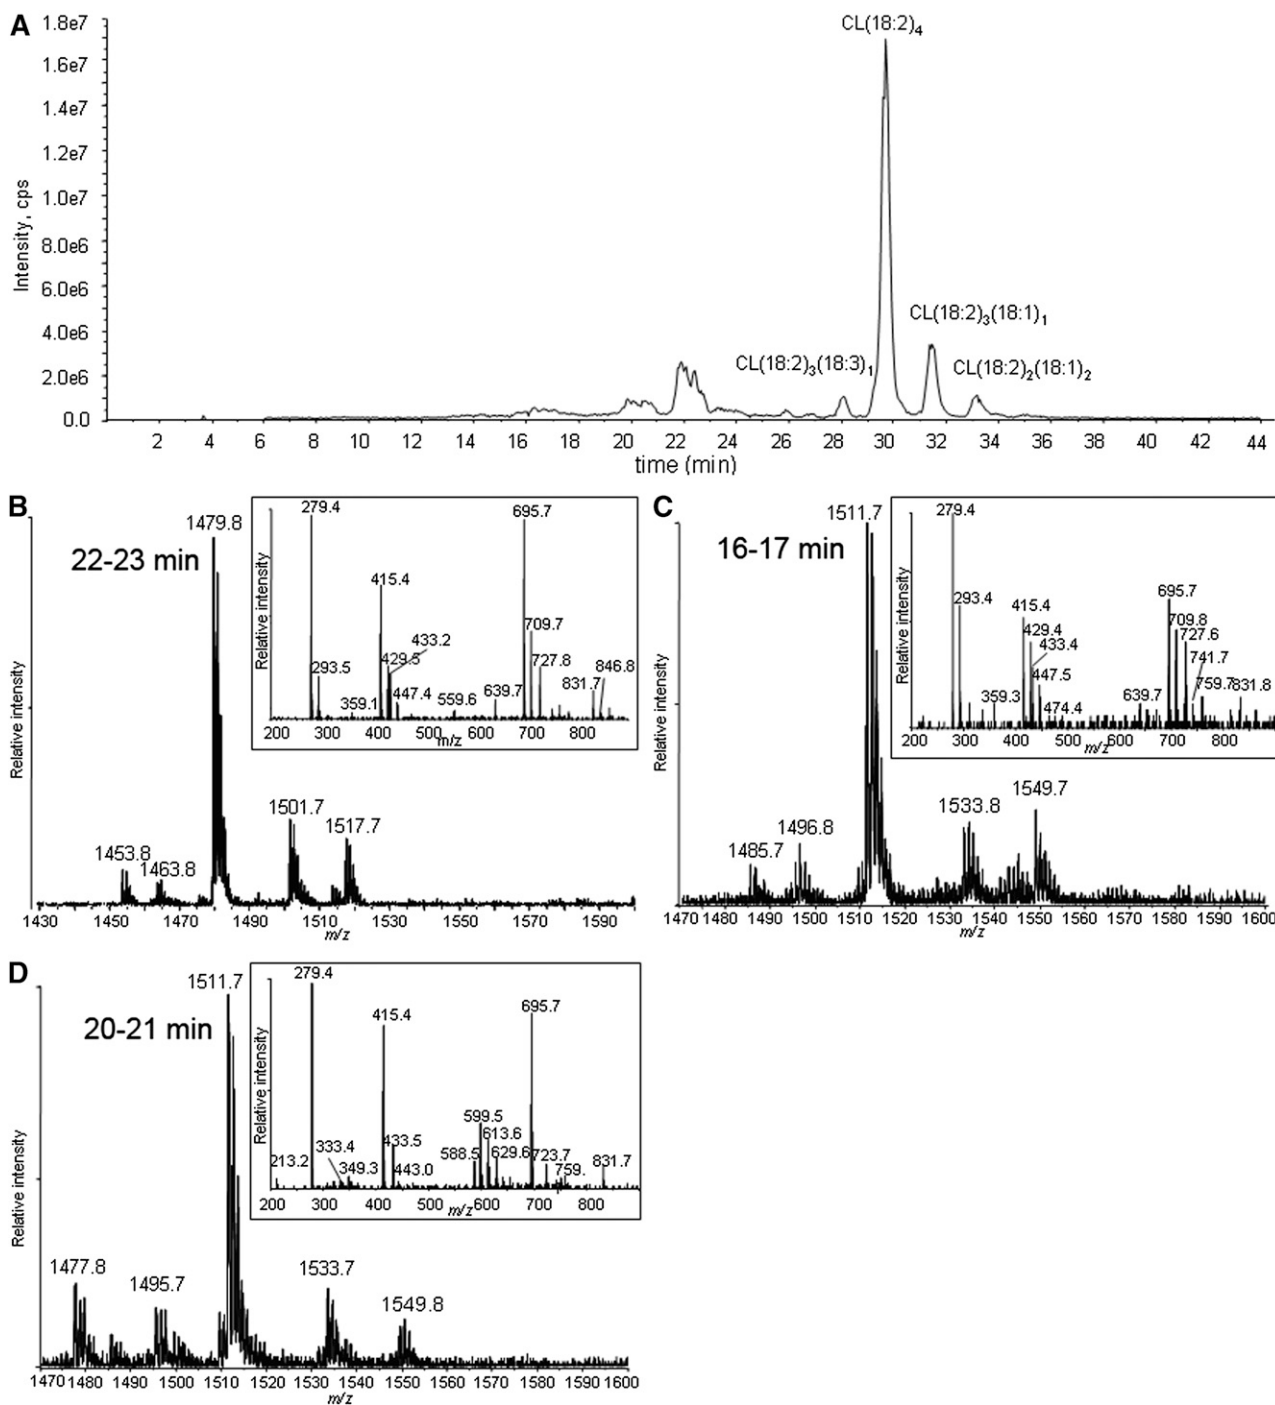 A
1.8e7
1.6e7
1.4e7
1.2e7
1.0e7
8.0e6
6.0e6
4.0e6
2.0e6
0.0
Intensity, cps
CL(18:2)₄
CL(18:2)₃(18:1)₁
CL(18:2)₃(18:3)₁
CL(18:2)₂(18:1)₂
2 4 6 8 10 12 14 16 18 20 22 24 26 28 30 32 34 36 38 40 42 44
time (min)
B
22-23 min
Relative intensity
1479.8
1501.7
1517.7
1453.8
1463.8
1430 1450 1470 1490 1510 1530 1550 1570 1590
m/z
Relative intensity
279.4
695.7
415.4
433.2
709.7
429.5
727.8
846.8
293.5
831.7
639.7
447.4
559.6
359.1
200 300 400 500 600 700 800
m/z
C
16-17 min
Relative intensity
1511.7
1549.7
1533.8
1496.8
1485.7
1470 1480 1490 1500 1510 1520 1530 1540 1550 1560 1570 1580 1590 1600
m/z
Relative intensity
279.4
293.4
415.4
695.7
709.8
429.4
727.6
433.4
741.7
447.5
759.7
831.8
359.3
639.7
474.4
200 300 400 500 600 700 800
m/z
D
20-21 min
Relative intensity
1511.7
1477.8
1495.7
1533.7
1549.8
1470 1480 1490 1500 1510 1520 1530 1540 1550 1560 1570 1580 1590 1600
m/z
Relative intensity
279.4
695.7
415.4
599.5
613.6
433.5
333.4
588.5
629.6
723.7
213.2
349.3
443.0
759.
831.7
200 300 400 500 600 700 800
m/z